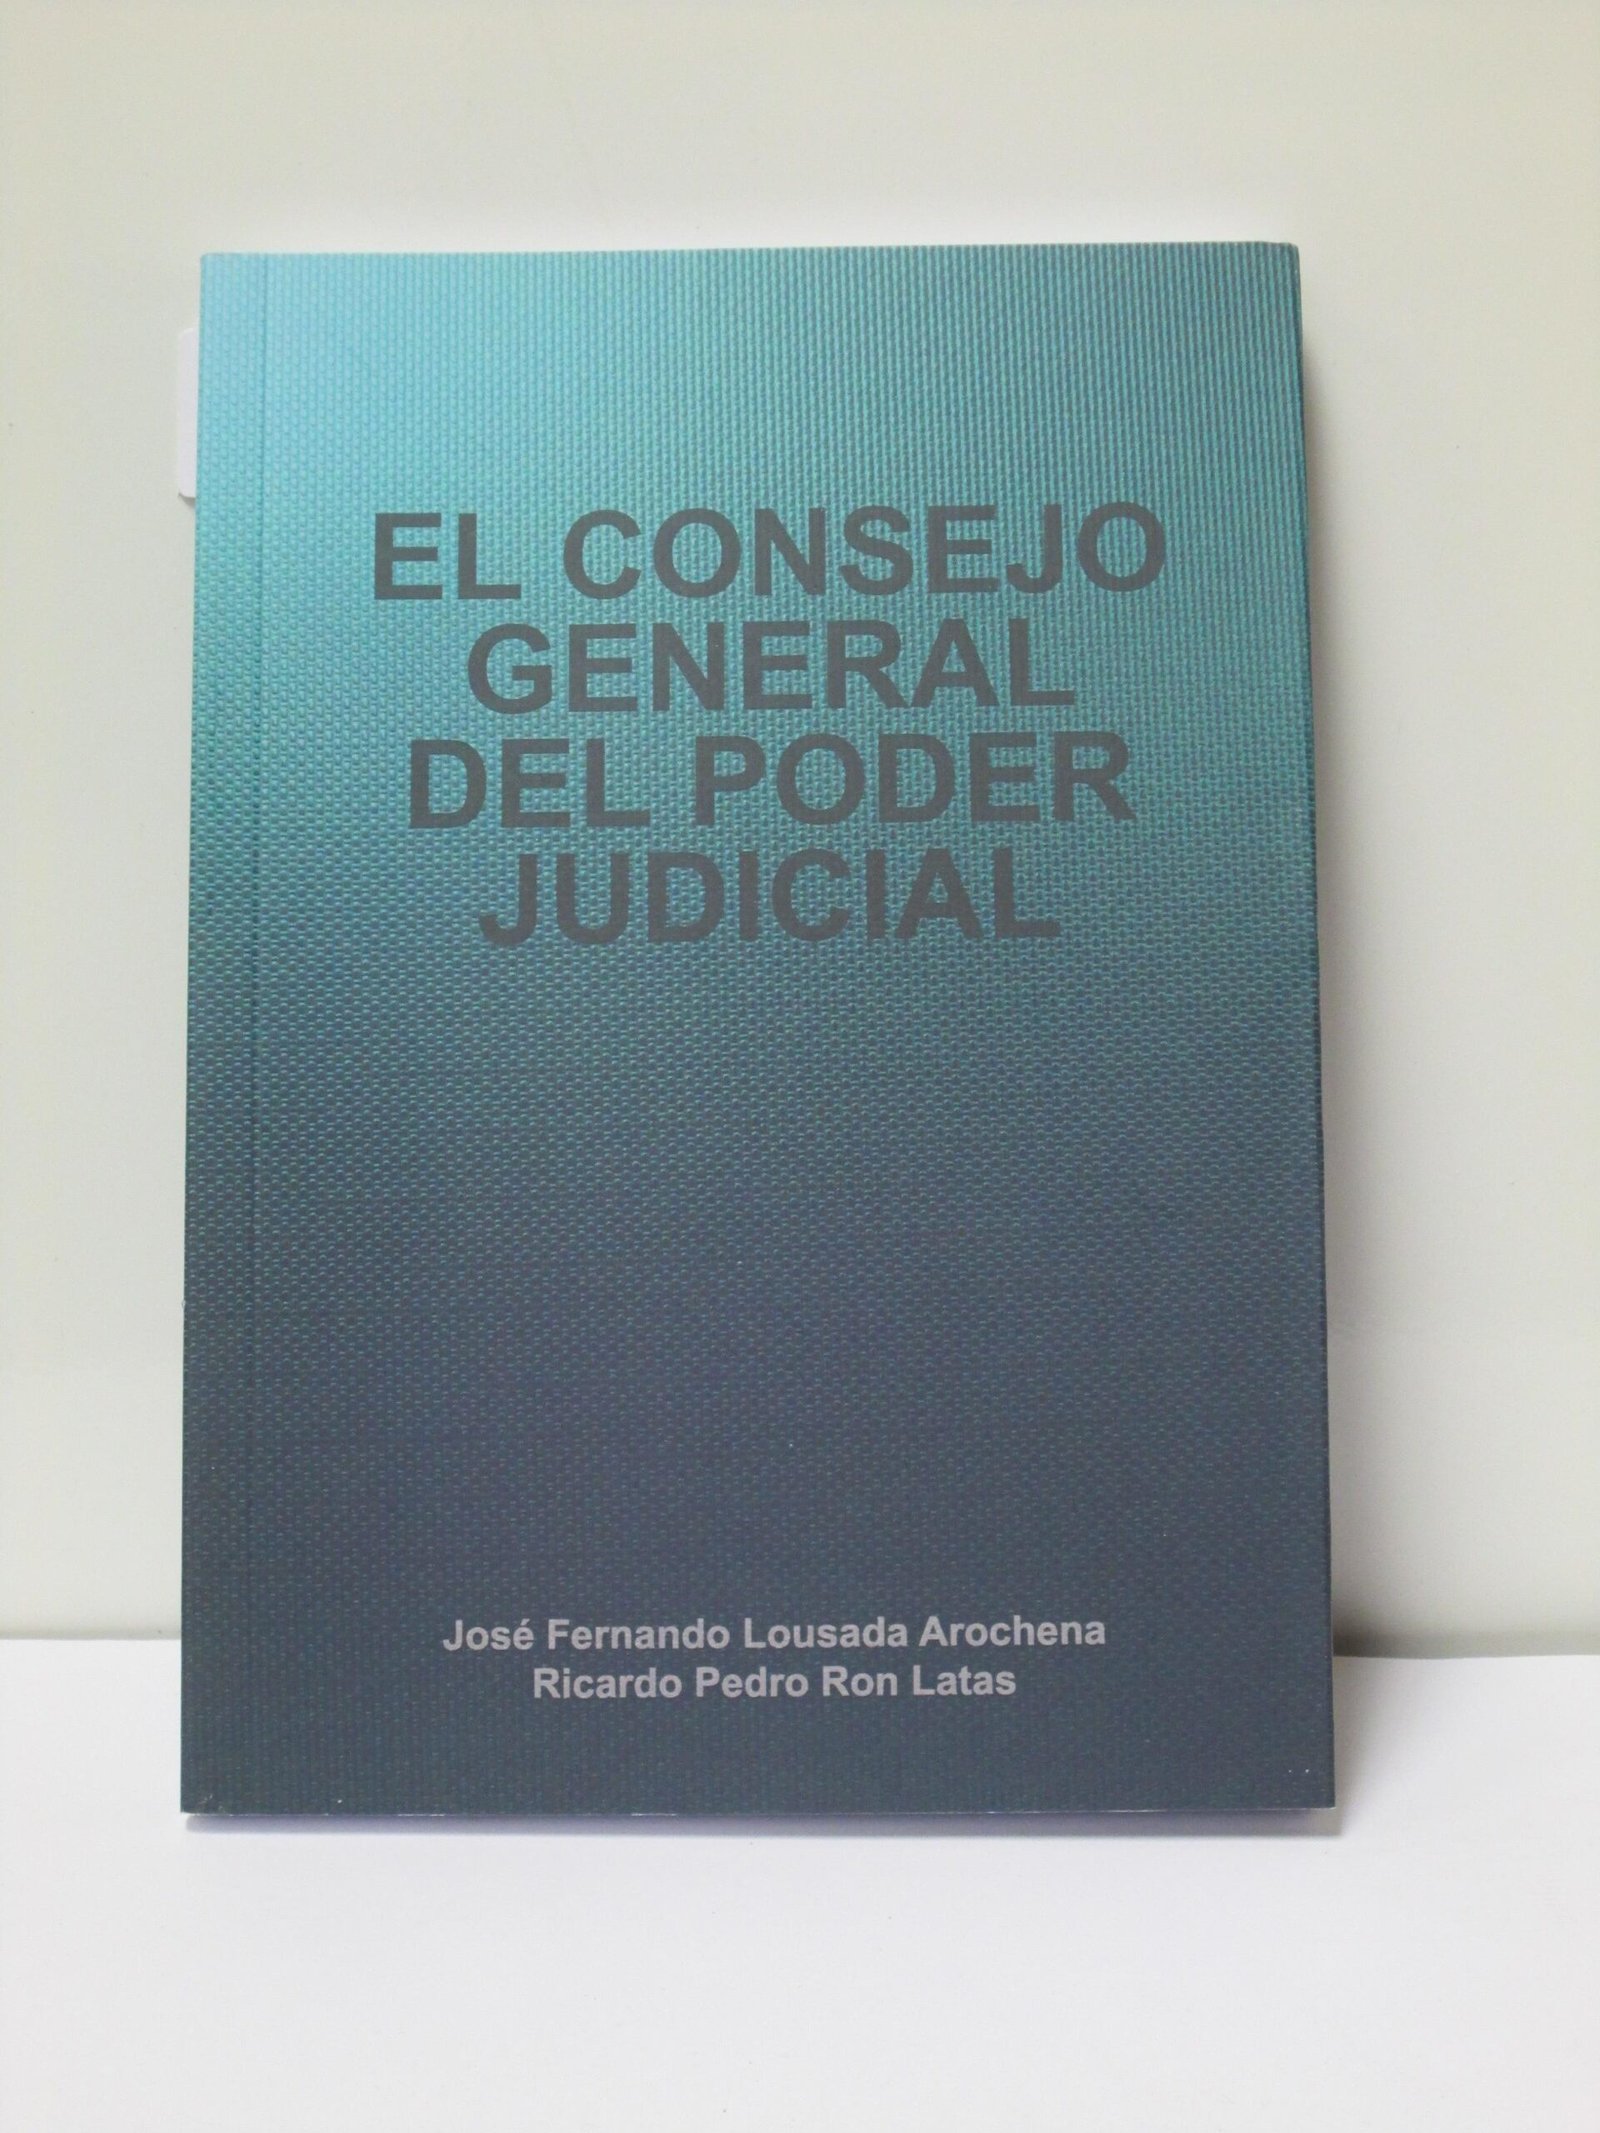 EL CONSEJO
GENERAL
DEL PODER
JUDICIAL
José Fernando Lousada Arochena
Ricardo Pedro Ron Latas